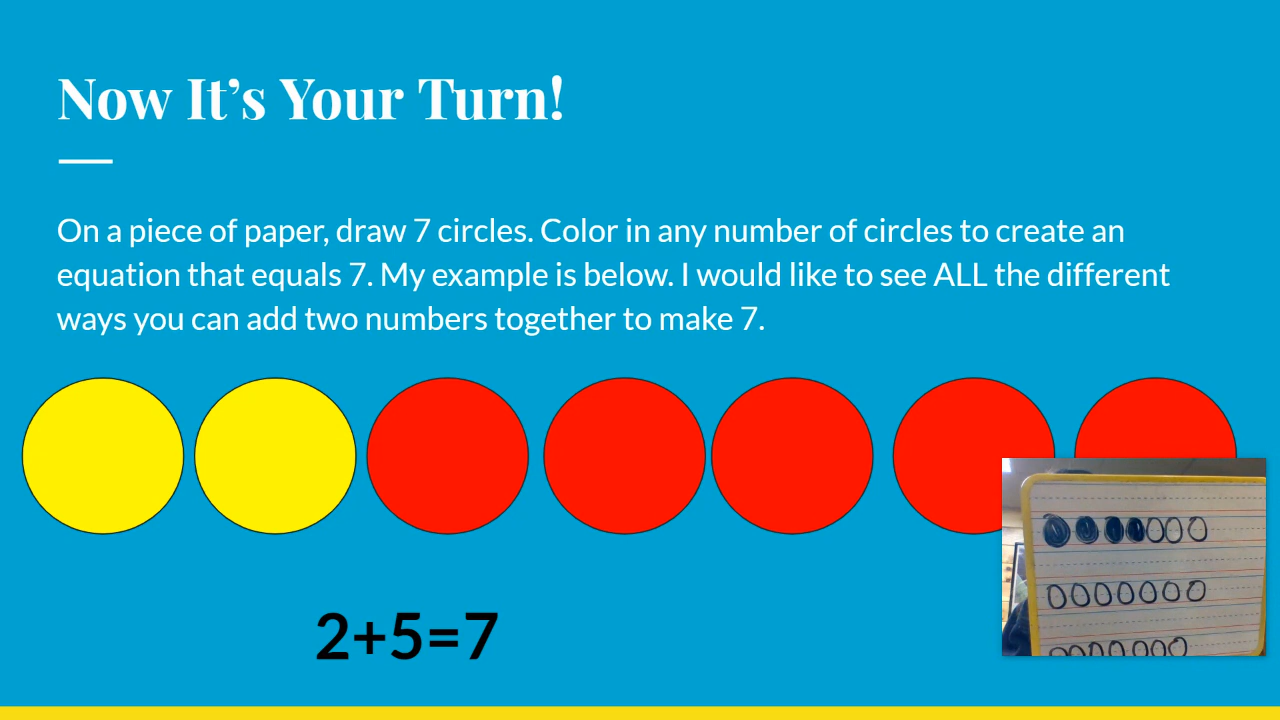 Now It’s Your Turn!
On a piece of paper, draw 7 circles. Color in any number of circles to create an
equation that equals 7. My example is below. I would like to see ALL the different
ways you can add two numbers together to make 7.
2+5=7